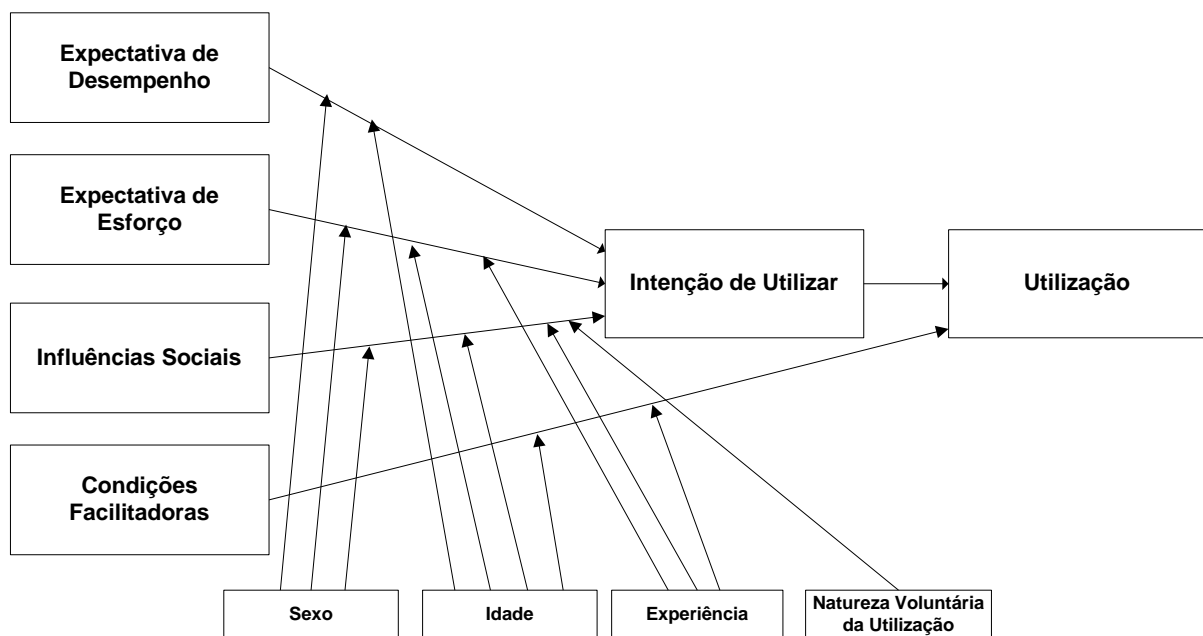 Expectativa de
Desempenho
Expectativa de
Esforço
Influências Sociais
Condições
Facilitadoras
Intenção de Utilizar
Utilização
Sexo
Idade
Experiência
Natureza Voluntária
da Utilização